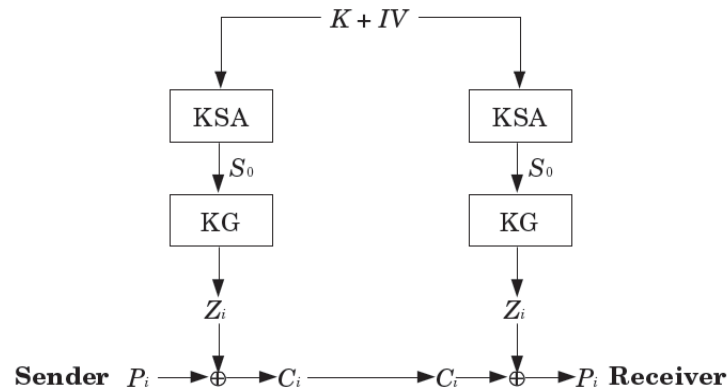 K + IV
KSA KSA
S₀ S₀
KG KG
Zᵢ Zᵢ
Sender Pᵢ ⊕ Cᵢ Cᵢ ⊕ Pᵢ Receiver